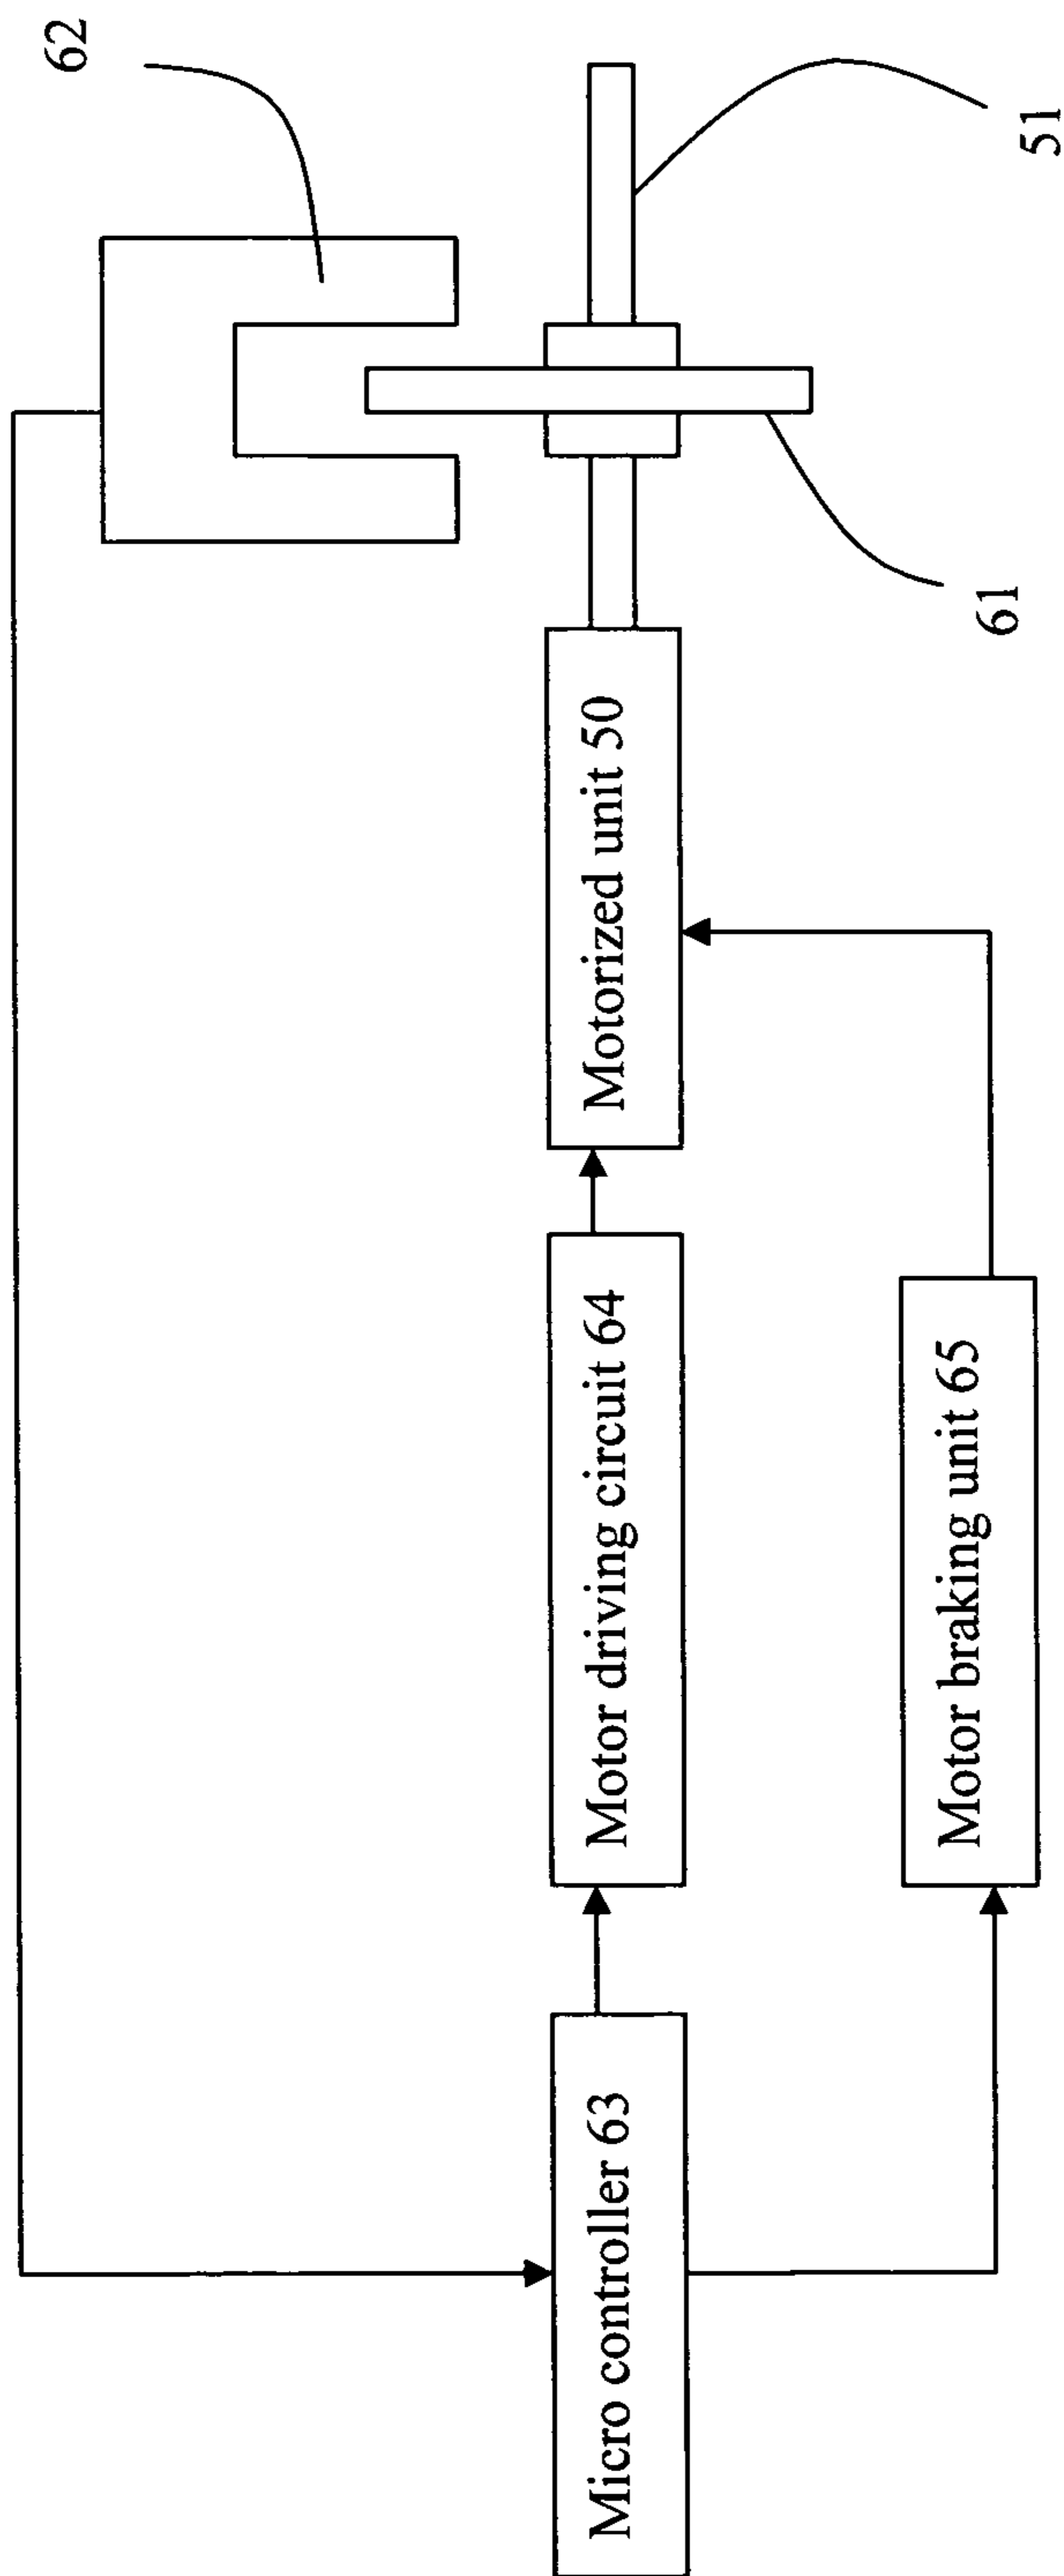 62
51
61
Micro controller 63
Motor driving circuit 64
Motorized unit 50
Motor braking unit 65